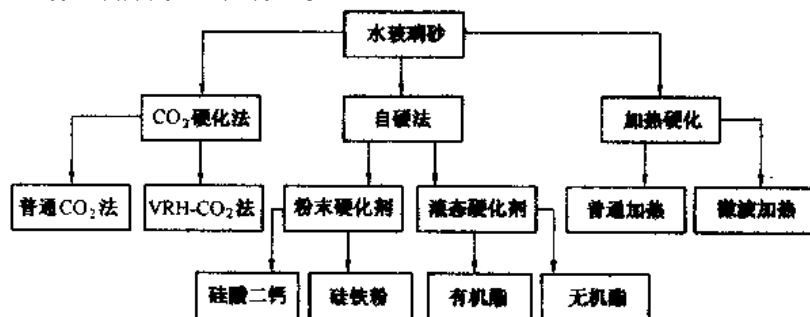 水玻璃砂
CO₂硬化法
自硬法
加热硬化
普通CO₂法
VRH-CO₂法
粉末硬化剂
液态硬化剂
普通加热
微波加热
硅酸二钙
硅铁粉
有机酯
无机酯